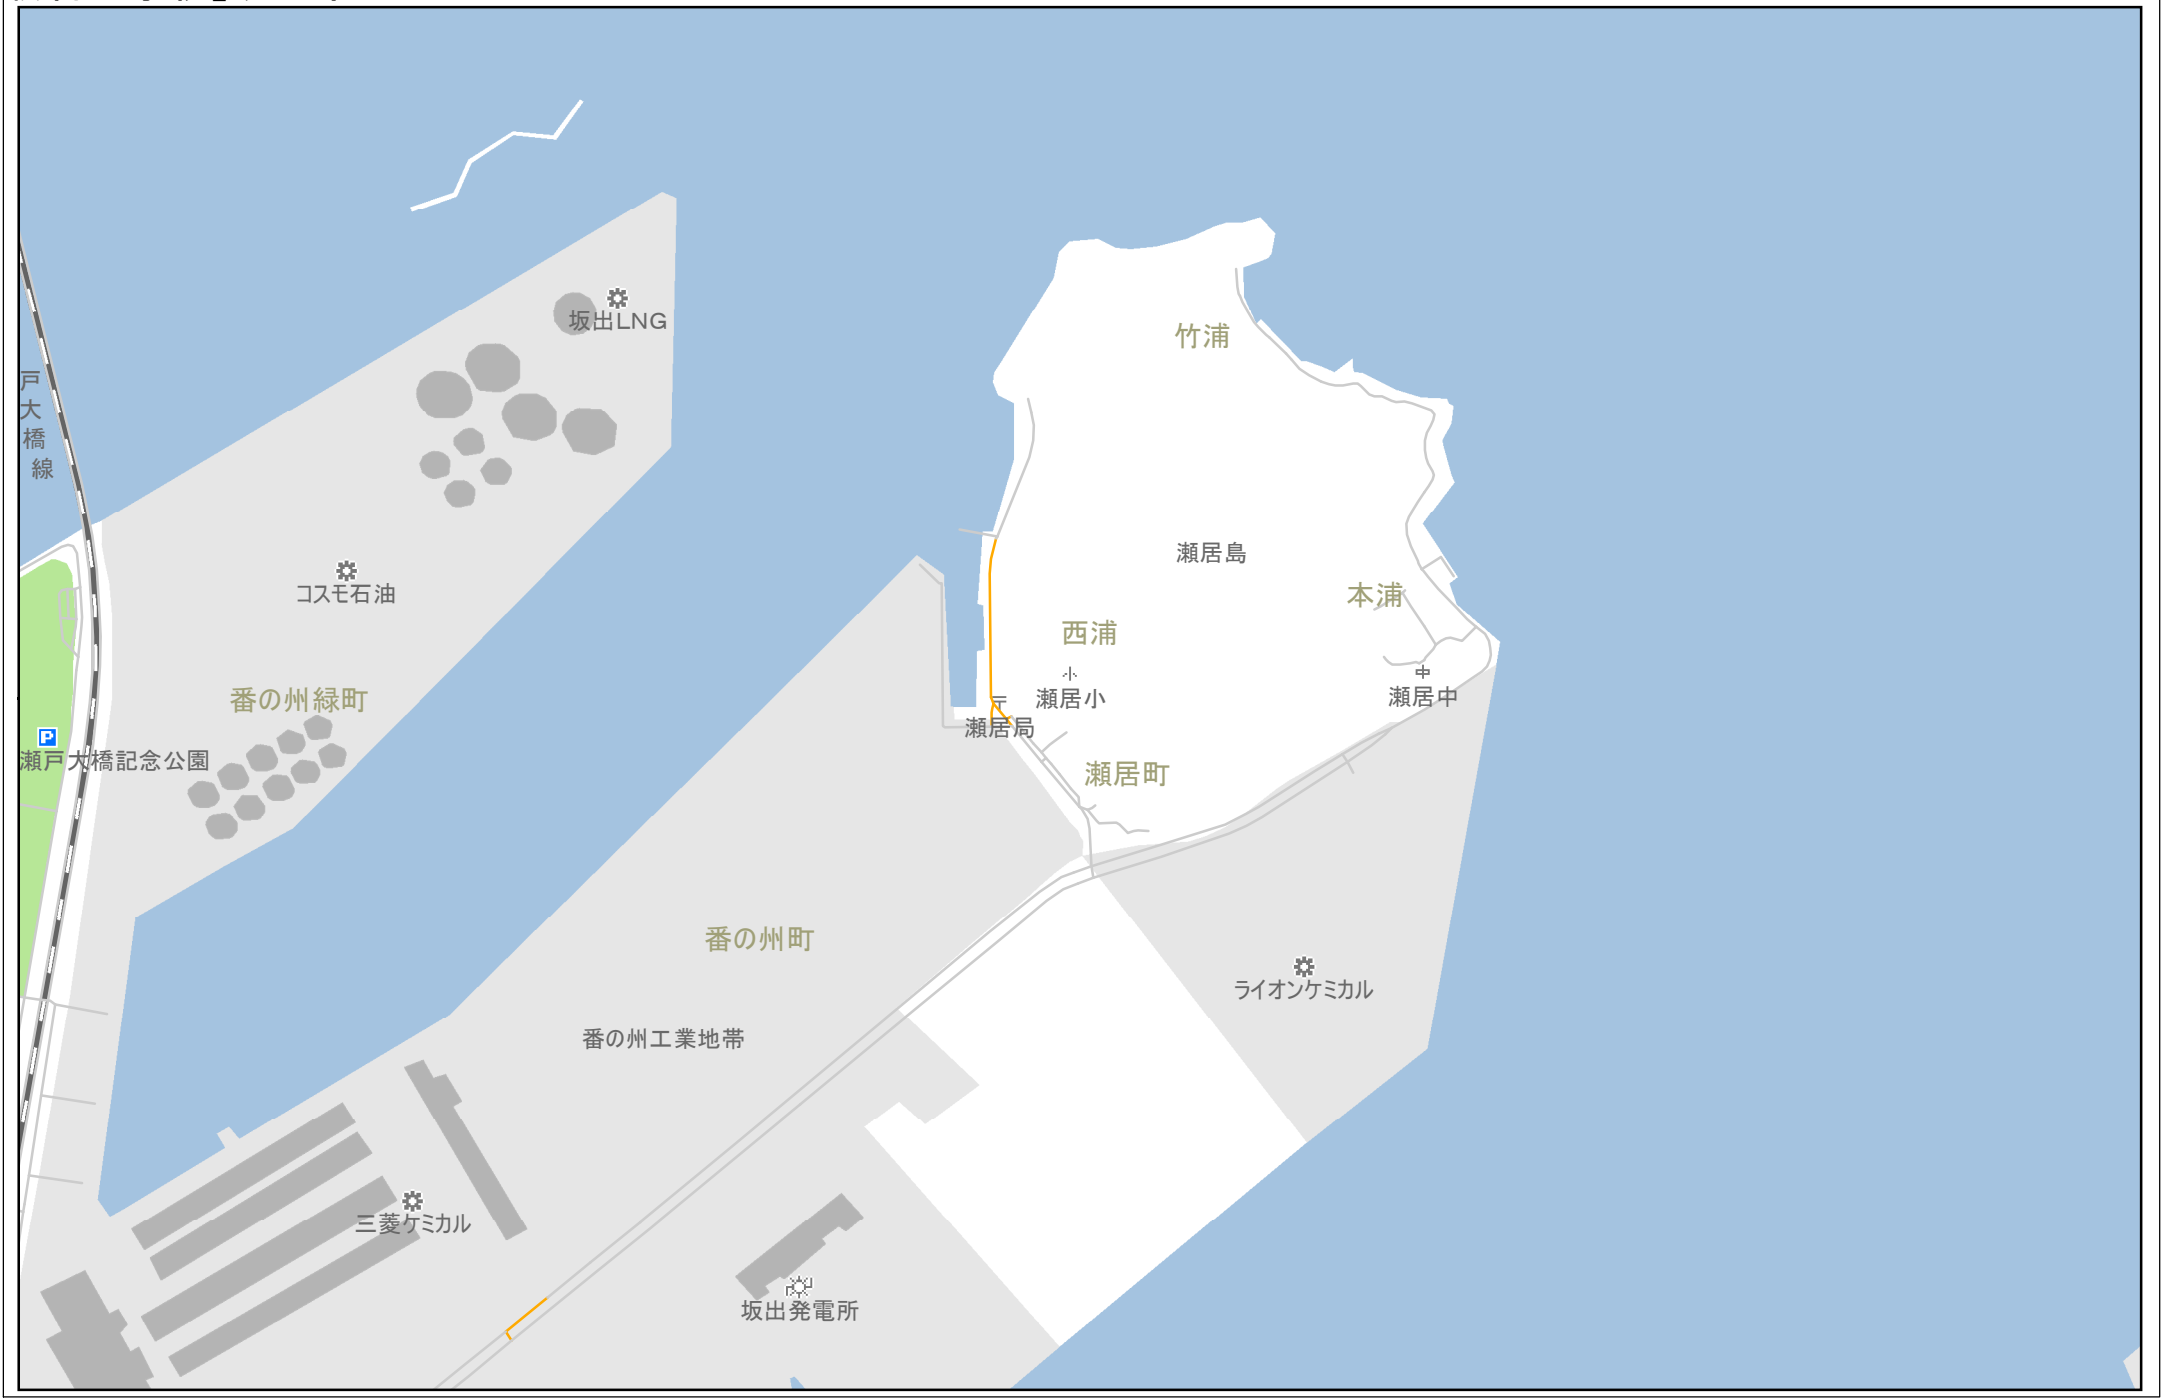 坂出LNG
竹浦
戸大橋線
瀬居島
コスモ石油
本浦
西浦
瀬居小
瀬居中
番の州緑町
瀬居局
P
瀬戸大橋記念公園
瀬居町
番の州町
ライオンケミカル
番の州工業地帯
三菱ケミカル
坂出発電所